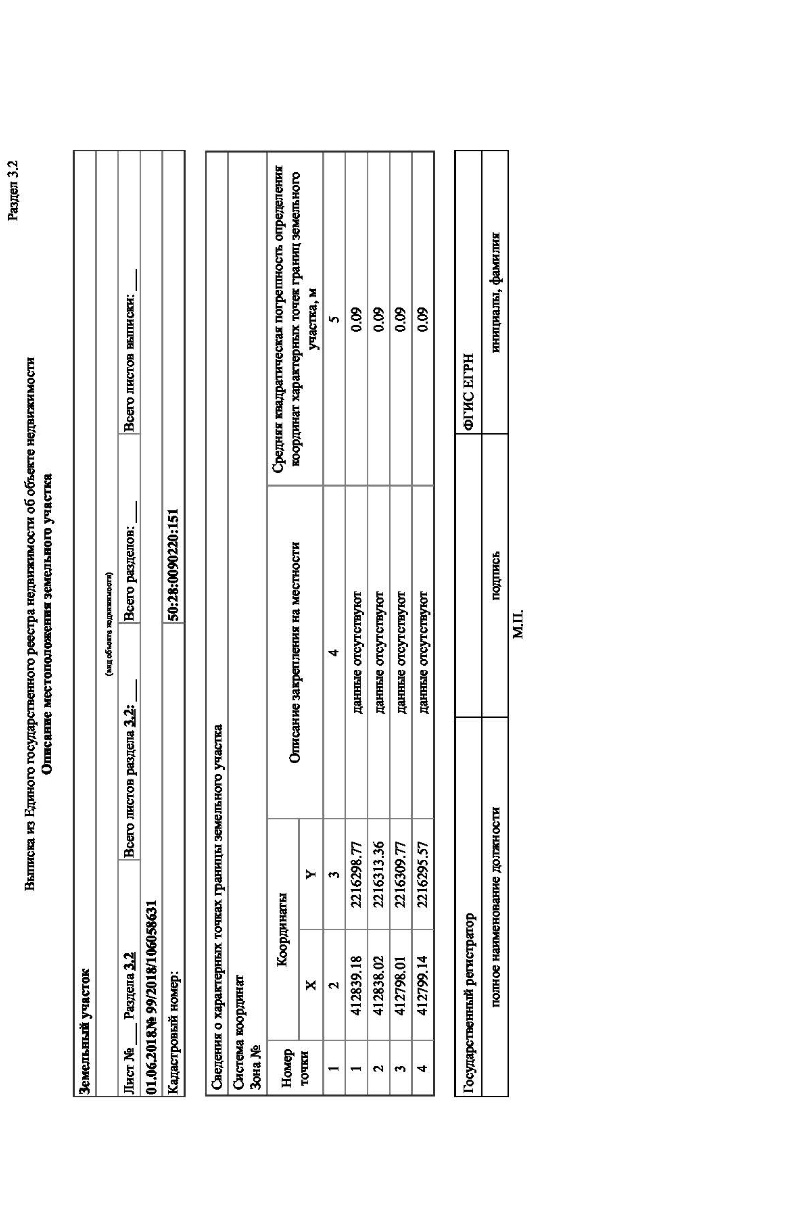 Раздел 3.2
Выписка из Единого государственного реестра недвижимости об объекте недвижимости
Описание местоположения земельного участка
Земельный участок
(вид объекта недвижимости)
Лист № ___ Раздела 3.2 Всего листов раздела 3.2: ___ Всего разделов: ___ Всего листов выписки: ___
01.06.2018№ 99/2018/106058631
Кадастровый номер: 50:28:0090220:151
Сведения о характерных точках границы земельного участка
Система координат
Зона №
Номер точки Координаты Описание закрепления на местности Средняя квадратическая погрешность определения
координат характерных точек границ земельного
участка, м
X Y
1 2 3 4 5
1 412839.18 2216298.77 данные отсутствуют 0.09
2 412838.02 2216313.36 данные отсутствуют 0.09
3 412798.01 2216309.77 данные отсутствуют 0.09
4 412799.14 2216295.57 данные отсутствуют 0.09
Государственный регистратор ФГИС ЕГРН
полное наименование должности подпись инициалы, фамилия
М.П.